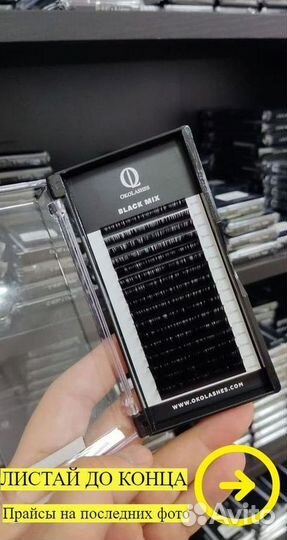 OKOLASHES
BLACK MIX
WWW.OKOLASHES.COM
ЛИСТАЙ ДО КОНЦА
Прайсы на последних фото
Avito